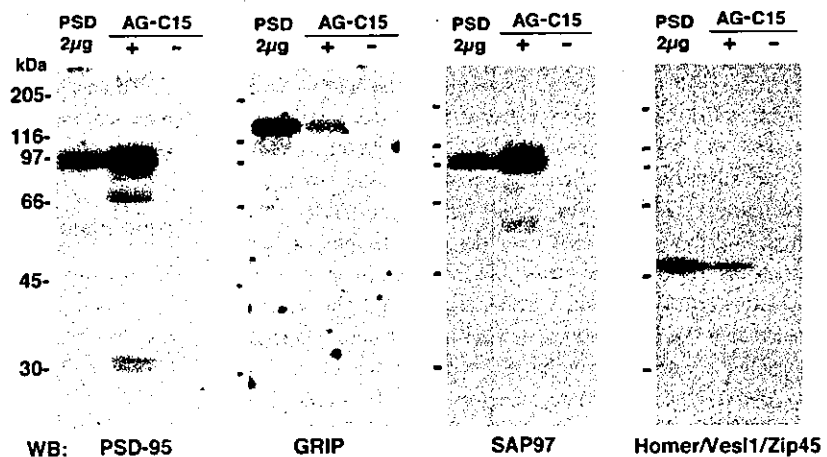 PSD AG-C15 PSD AG-C15 PSD AG-C15 PSD AG-C15
2µg + - 2µg + - 2µg + - 2µg + -
kDa
205-
116-
97-
66-
45-
30-
WB: PSD-95 GRIP SAP97 Homer/Vesl1/Zip45